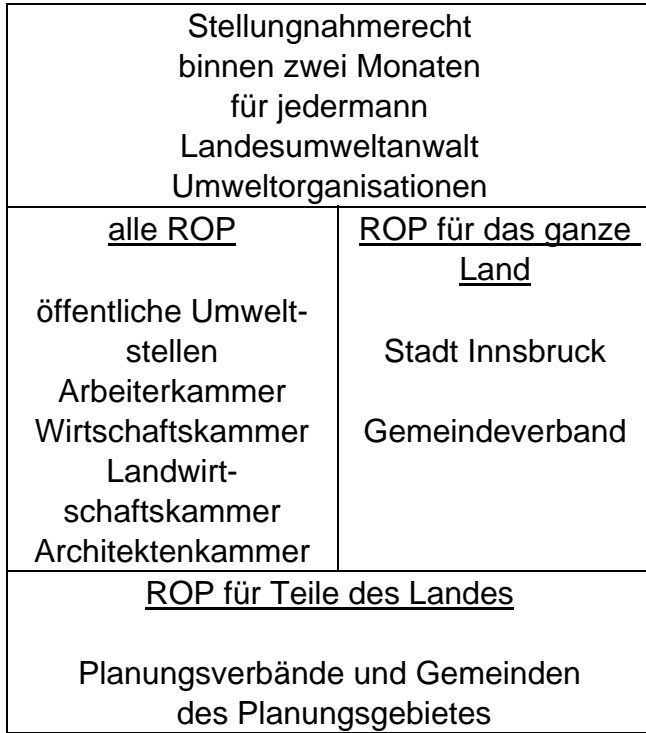 Stellungnahmerecht
binnen zwei Monaten
für jedermann
Landesumweltanwalt
Umweltorganisationen
alle ROP
öffentliche Umwelt-
stellen
Arbeiterkammer
Wirtschaftskammer
Landwirt-
schaftskammer
Architektenkammer
ROP für das ganze
Land
Stadt Innsbruck
Gemeindeverband
ROP für Teile des Landes
Planungsverbände und Gemeinden
des Planungsgebietes